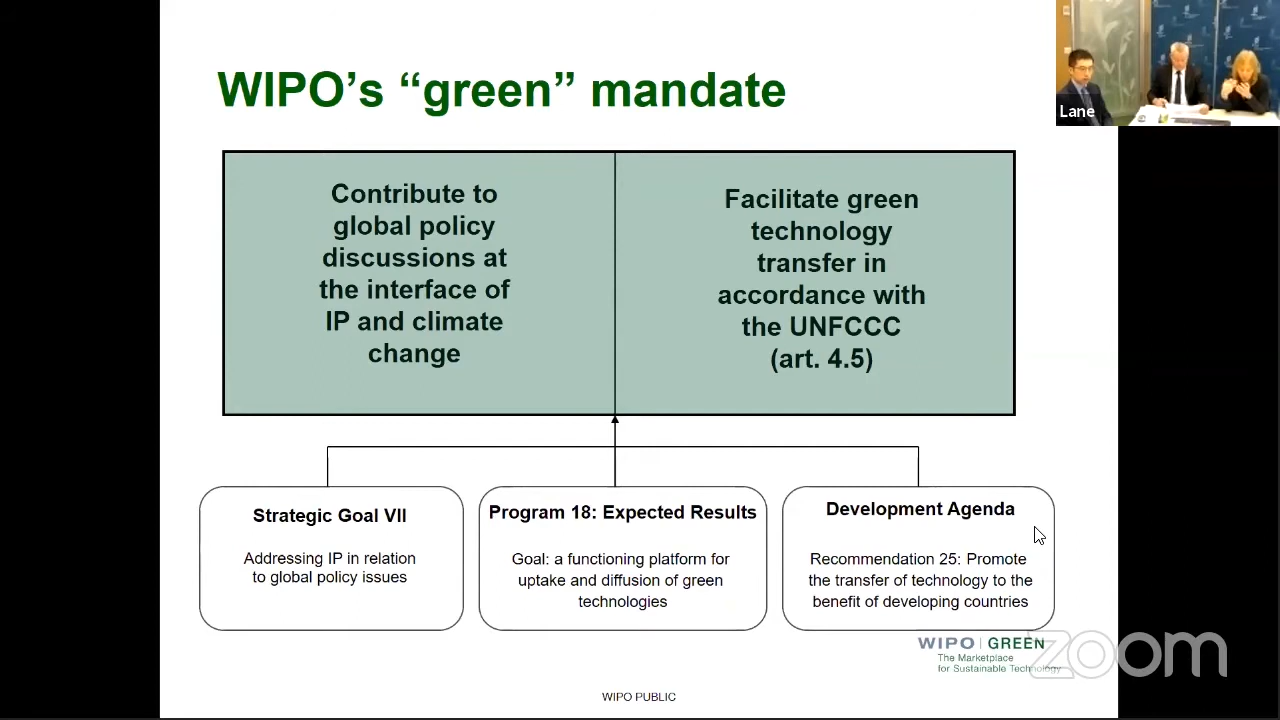 WIPO's “green” mandate
Lane
Contribute to
global policy
discussions at
the interface of
IP and climate
change
Facilitate green
technology
transfer in
accordance with
the UNFCCC
(art. 4.5)
Strategic Goal VII
Addressing IP in relation
to global policy issues
Program 18: Expected Results
Goal: a functioning platform for
uptake and diffusion of green
technologies
Development Agenda
Recommendation 25: Promote
the transfer of technology to the
benefit of developing countries
WIPO | GREEN
The Marketplace
for Sustainable Technology
zoom
WIPO PUBLIC